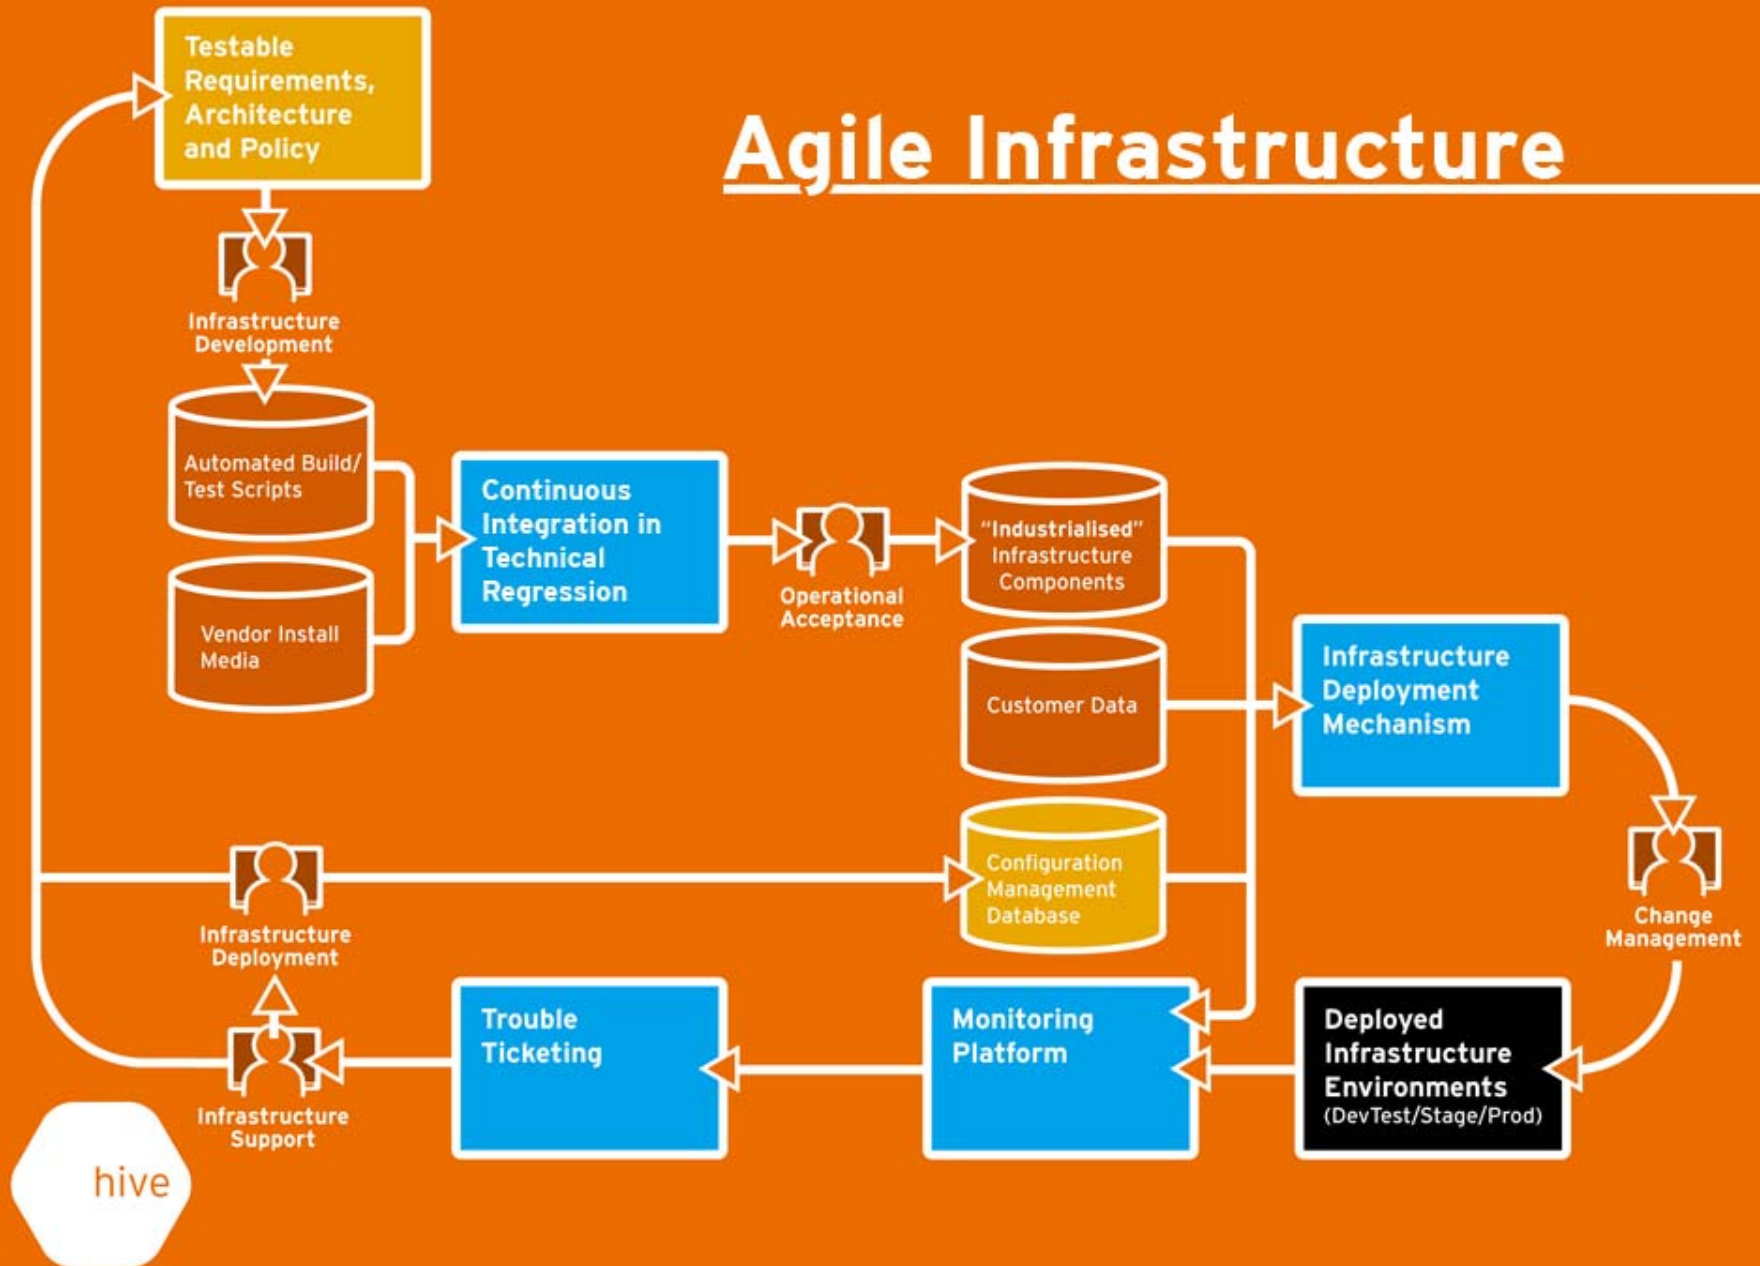 Agile Infrastructure
Testable
Requirements,
Architecture
and Policy
Infrastructure
Development
Automated Build/
Test Scripts
Vendor Install
Media
Continuous
Integration in
Technical
Regression
Operational
Acceptance
“Industrialised”
Infrastructure
Components
Customer Data
Configuration
Management
Database
Infrastructure
Deployment
Mechanism
Change
Management
Deployed
Infrastructure
Environments
(DevTest/Stage/Prod)
Monitoring
Platform
Trouble
Ticketing
Infrastructure
Deployment
Infrastructure
Support
hive